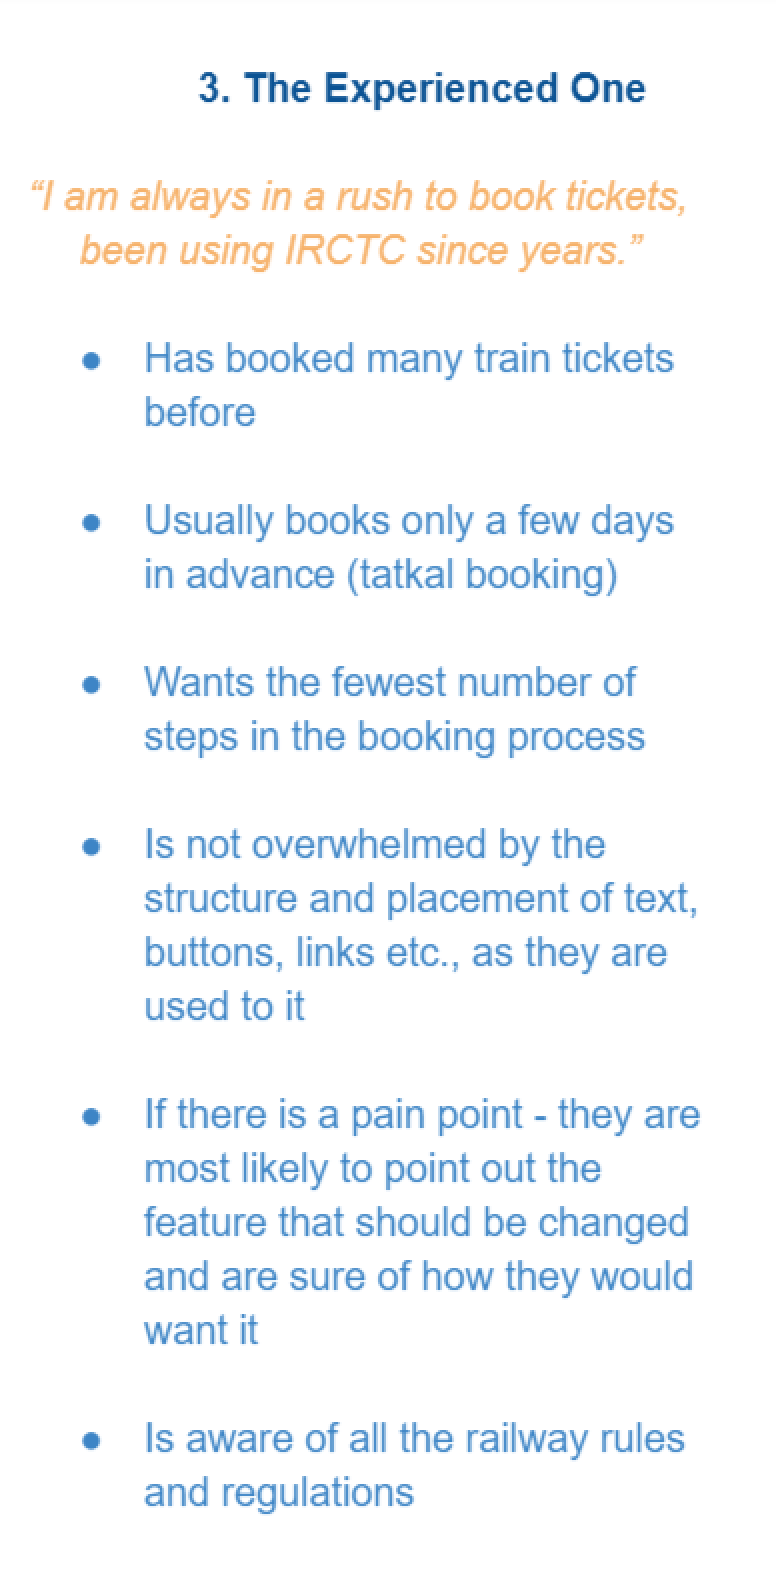 3. The Experienced One
“I am always in a rush to book tickets,
been using IRCTC since years.”
● Has booked many train tickets
before
● Usually books only a few days
in advance (tatkal booking)
● Wants the fewest number of
steps in the booking process
● Is not overwhelmed by the
structure and placement of text,
buttons, links etc., as they are
used to it
● If there is a pain point - they are
most likely to point out the
feature that should be changed
and are sure of how they would
want it
● Is aware of all the railway rules
and regulations